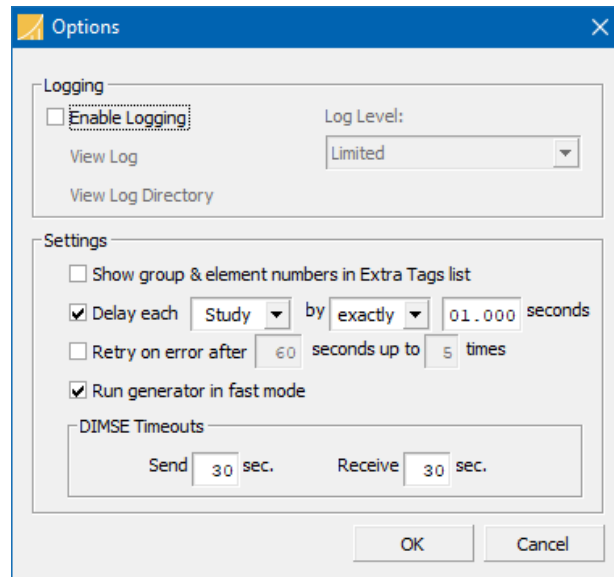 Options
Logging
Enable Logging
Log Level:
View Log
Limited
View Log Directory
Settings
Show group & element numbers in Extra Tags list
Delay each Study by exactly 01.000 seconds
Retry on error after 60 seconds up to 5 times
Run generator in fast mode
DIMSE Timeouts
Send 30 sec. Receive 30 sec.
OK Cancel